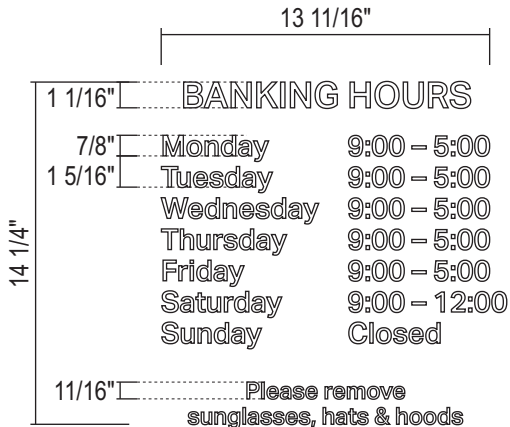 13 11/16"
1 1/16" BANKING HOURS
7/8" Monday 9:00 – 5:00
1 5/16" Tuesday 9:00 – 5:00
Wednesday 9:00 – 5:00
14 1/4"
Thursday 9:00 – 5:00
Friday 9:00 – 5:00
Saturday 9:00 – 12:00
Sunday Closed
11/16" Please remove
sunglasses, hats & hoods